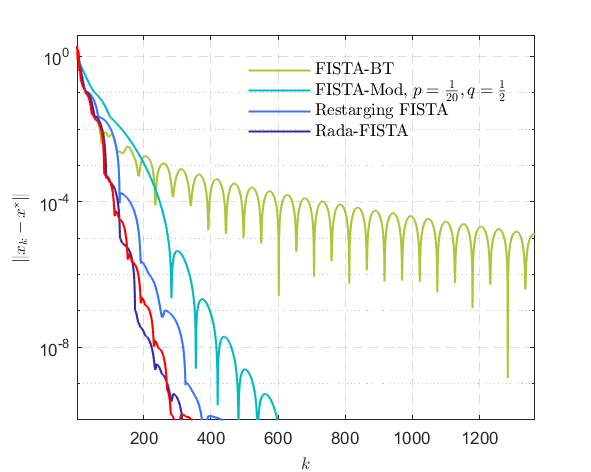 10^0
10^-4
10^-8
‖x_k − x*‖
FISTA-BT
FISTA-Mod, p = 1/20, q = 1/2
Restarging FISTA
Rada-FISTA
200 400 600 800 1000 1200
k